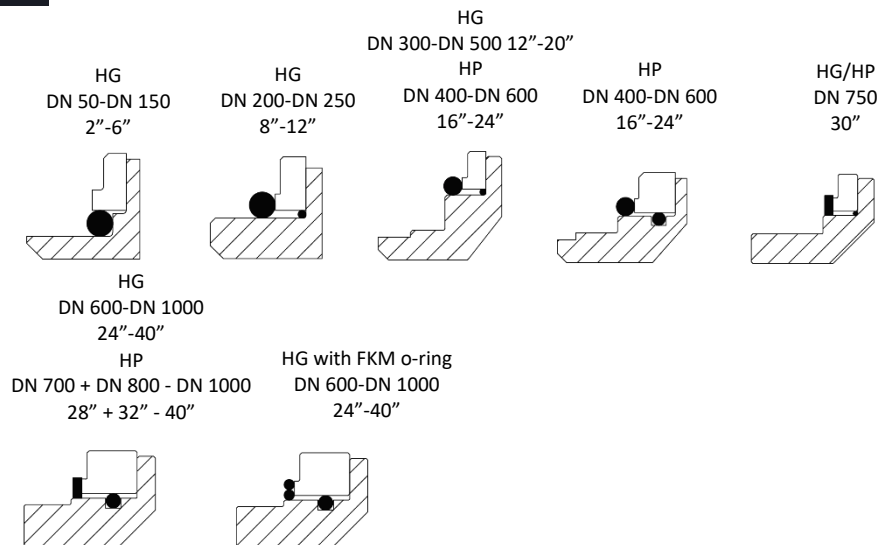 HG
DN 300-DN 500 12”-20”
HG
DN 50-DN 150
2”-6”
HG
DN 200-DN 250
8”-12”
HP
DN 400-DN 600
16”-24”
HP
DN 400-DN 600
16”-24”
HG/HP
DN 750
30”
HG
DN 600-DN 1000
24”-40”
HP
DN 700 + DN 800 - DN 1000
28” + 32” - 40”
HG with FKM o-ring
DN 600-DN 1000
24”-40”